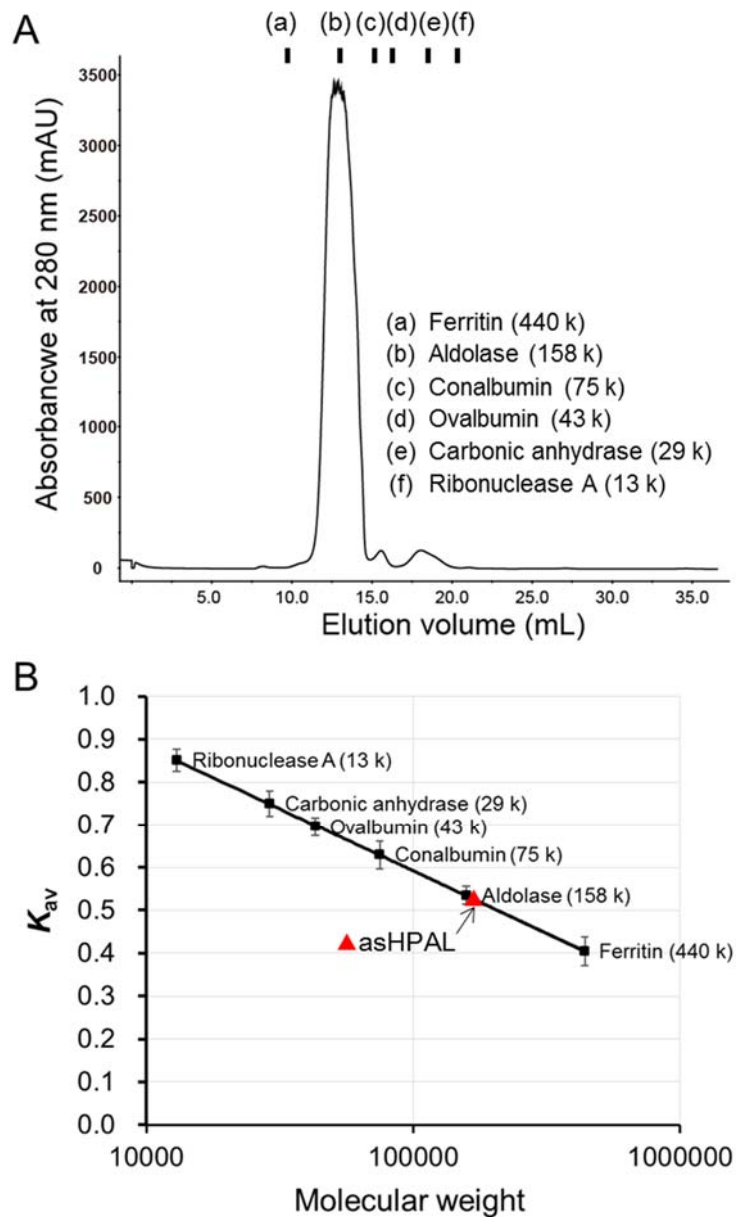 A
(a) (b) (c) (d) (e) (f)
3500
3000
2500
2000
1500
1000
500
0
Absorbancwe at 280 nm (mAU)
(a) Ferritin (440 k)
(b) Aldolase (158 k)
(c) Conalbumin (75 k)
(d) Ovalbumin (43 k)
(e) Carbonic anhydrase (29 k)
(f) Ribonuclease A (13 k)
5.0 10.0 15.0 20.0 25.0 30.0 35.0
Elution volume (mL)
B
1.0
0.9
0.8
0.7
0.6
0.5
0.4
0.3
0.2
0.1
0.0
Kav
Ribonuclease A (13 k)
Carbonic anhydrase (29 k)
Ovalbumin (43 k)
Conalbumin (75 k)
Aldolase (158 k)
asHPAL
Ferritin (440 k)
10000 100000 1000000
Molecular weight